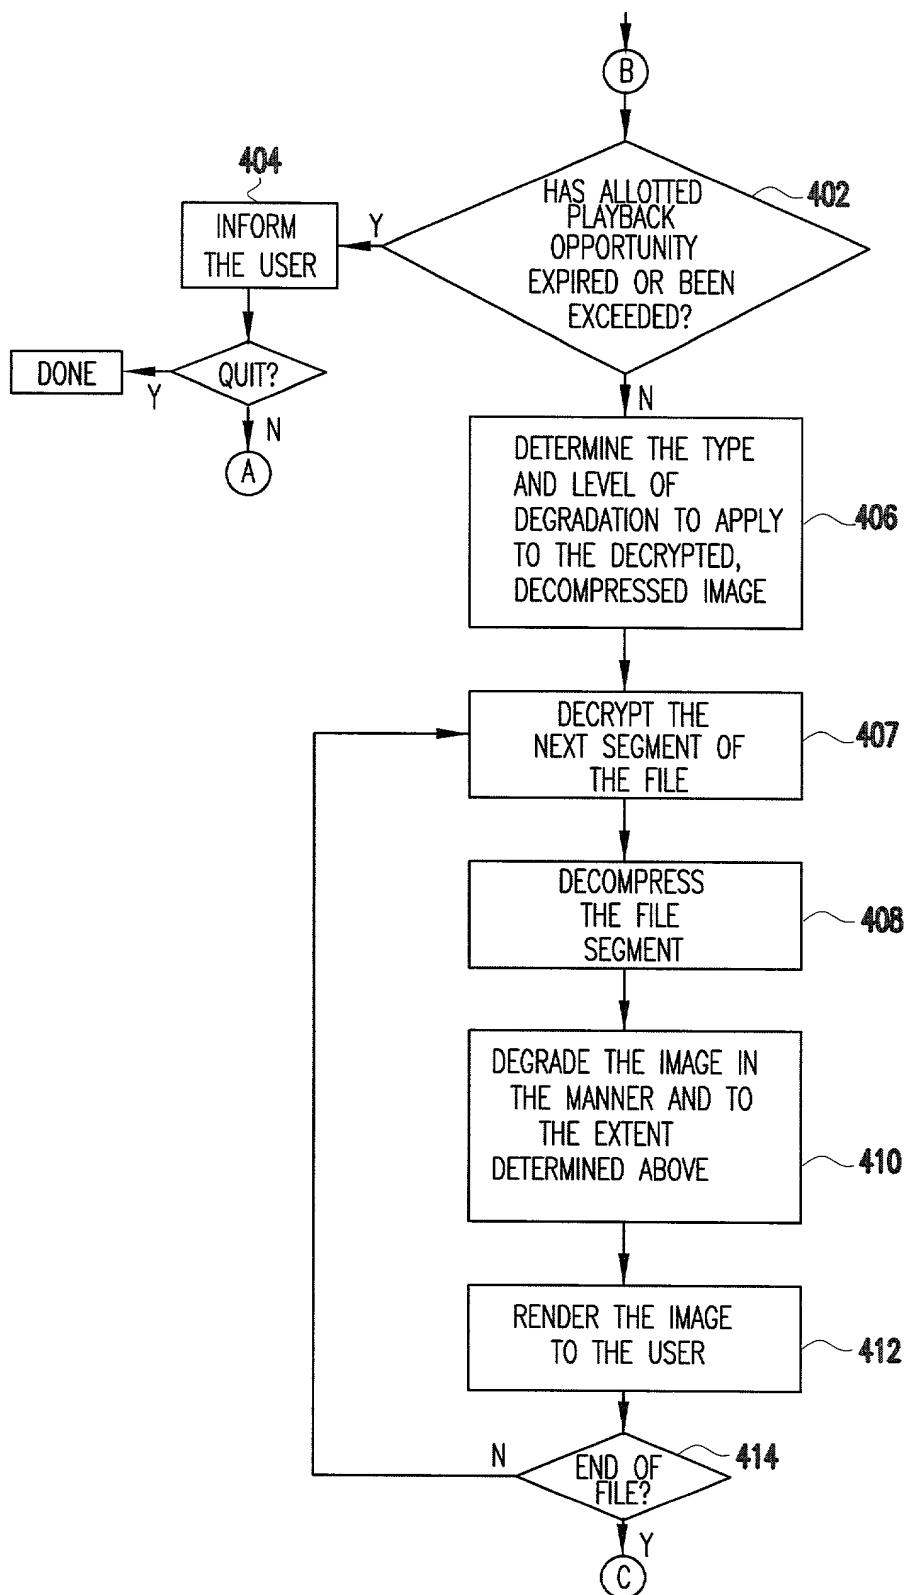 B
HAS ALLOTTED
PLAYBACK
OPPORTUNITY
EXPIRED OR BEEN
EXCEEDED?
402
Y
404
INFORM
THE USER
QUIT?
Y
DONE
N
A
N
DETERMINE THE TYPE
AND LEVEL OF
DEGRADATION TO APPLY
TO THE DECRYPTED,
DECOMPRESSED IMAGE
406
DECRYPT THE
NEXT SEGMENT OF
THE FILE
407
DECOMPRESS
THE FILE
SEGMENT
408
DEGRADE THE IMAGE IN
THE MANNER AND TO
THE EXTENT
DETERMINED ABOVE
410
RENDER THE IMAGE
TO THE USER
412
END OF
FILE?
414
N
Y
C